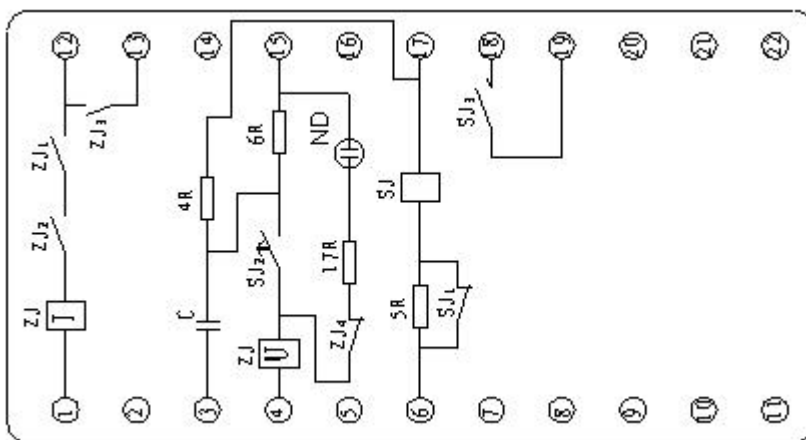 12 13 14 15 16 17 18 19 20 21 22
ZJ₁ ZJ₃ 6R ND SJ₃
ZJ₂ 4R SJ₂ 17R SJ
ZJ I C ZJ U ZJ₄ 5R SJ₁
1 2 3 4 5 6 7 8 9 10 11